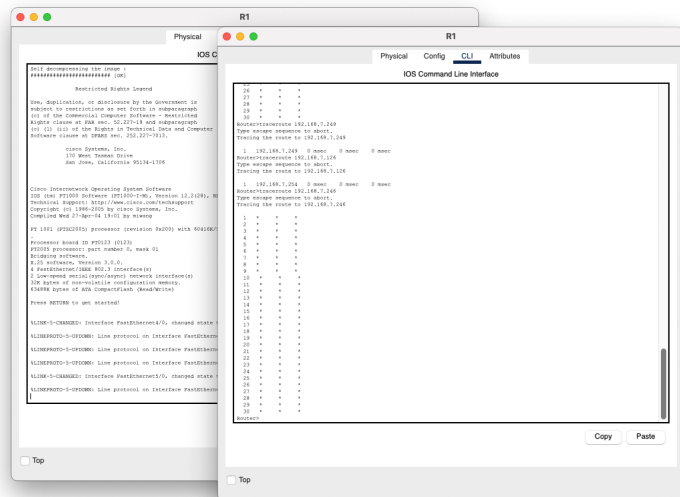 R1
Physical
IOS C
Self decompressing the image :
########################## [OK]
Restricted Rights Legend
Use, duplication, or disclosure by the Government is
subject to restrictions as set forth in subparagraph
(c) of the Commercial Computer Software - Restricted
Rights clause at FAR sec. 52.227-19 and subparagraph
(c) (1) (ii) of the Rights in Technical Data and Computer
Software clause at DFARS sec. 252.227-7013.
cisco Systems, Inc.
170 West Tasman Drive
San Jose, California 95134-1706
Cisco Internetwork Operating System Software
IOS (tm) PT1000 Software (PT1000-I-M), Version 12.2(28), R
Technical Support: http://www.cisco.com/techsupport
Copyright (c) 1986-2005 by cisco Systems, Inc.
Compiled Wed 27-Apr-04 19:01 by miwang
PT 1001 (PTSC2005) processor (revision 0x200) with 60416K/
.
Processor board ID PT0123 (0123)
PT2005 processor: part number 0, mask 01
Bridging software.
X.25 software, Version 3.0.0.
4 FastEthernet/IEEE 802.3 interface(s)
2 Low-speed serial(sync/async) network interface(s)
32K bytes of non-volatile configuration memory.
63488K bytes of ATA CompactFlash (Read/Write)
Press RETURN to get started!
%LINK-5-CHANGED: Interface FastEthernet4/0, changed state
%LINEPROTO-5-UPDOWN: Line protocol on Interface FastEthern
%LINEPROTO-5-UPDOWN: Line protocol on Interface FastEthern
%LINEPROTO-5-UPDOWN: Line protocol on Interface FastEthern
%LINK-5-CHANGED: Interface FastEthernet5/0, changed state
%LINEPROTO-5-UPDOWN: Line protocol on Interface FastEthern
Top
R1
Physical Config CLI Attributes
IOS Command Line Interface
26 * * *
27 * * *
28 * * *
29 * * *
30 * * *
Router>traceroute 192.168.7.249
Type escape sequence to abort.
Tracing the route to 192.168.7.249
1 192.168.7.249 0 msec 0 msec 0 msec
Router>traceroute 192.168.7.126
Type escape sequence to abort.
Tracing the route to 192.168.7.126
1 192.168.7.254 0 msec 0 msec 0 msec
Router>traceroute 192.168.7.246
Type escape sequence to abort.
Tracing the route to 192.168.7.246
1 * * *
2 * * *
3 * * *
4 * * *
5 * * *
6 * * *
7 * * *
8 * * *
9 * * *
10 * * *
11 * * *
12 * * *
13 * * *
14 * * *
15 * * *
16 * * *
17 * * *
18 * * *
19 * * *
20 * * *
21 * * *
22 * * *
23 * * *
24 * * *
25 * * *
26 * * *
27 * * *
28 * * *
29 * * *
30 * * *
Router>
Copy Paste
Top